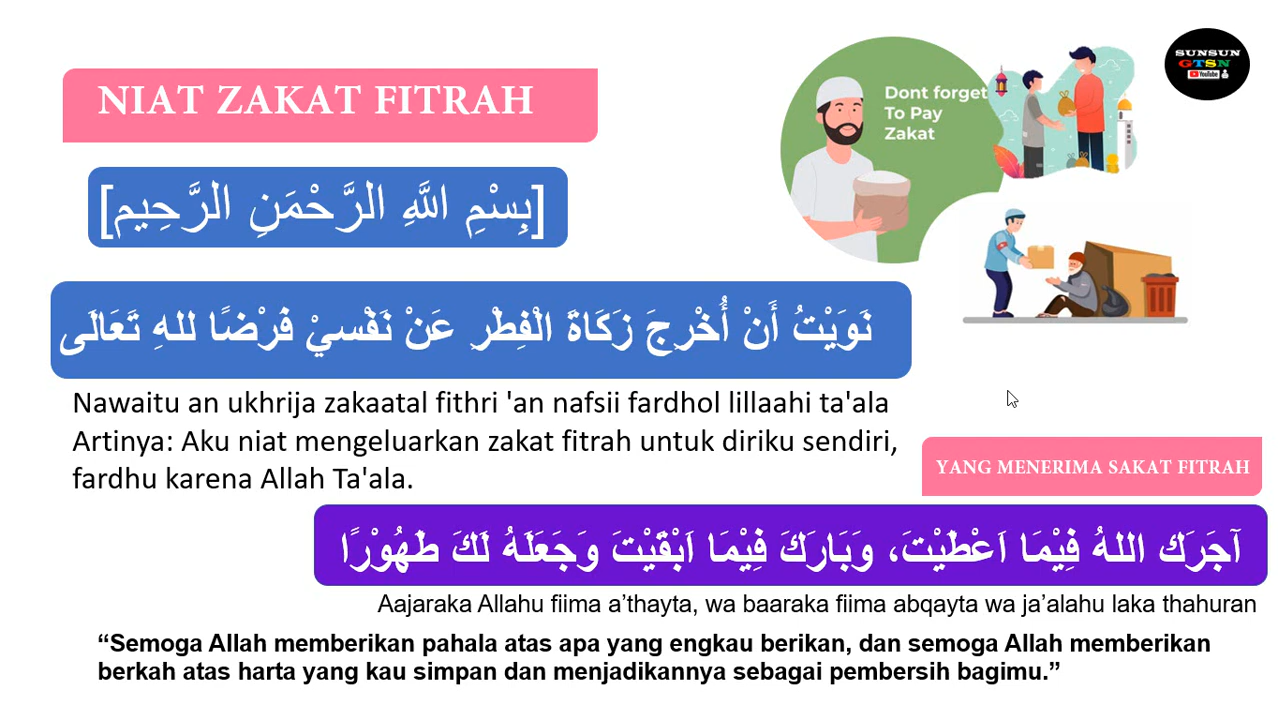 NIAT ZAKAT FITRAH
[بِسْمِ اللَّهِ الرَّحْمَنِ الرَّحِيم]
نَوَيْتُ أَنْ أُخْرِجَ زَكَاةَ الْفِطْرِ عَنْ نَفْسِيْ فَرْضًا للهِ تَعَالَى
Nawaitu an ukhrija zakaatal fithri 'an nafsii fardhol lillaahi ta'ala
Artinya: Aku niat mengeluarkan zakat fitrah untuk diriku sendiri,
fardhu karena Allah Ta'ala.
Dont forget
To Pay
Zakat
SUNSUN
GTSN
YouTube
YANG MENERIMA SAKAT FITRAH
آجَرَك اللهُ فِيْمَا اَعْطَيْتَ، وَبَارَكَ فِيْمَا اَبْقَيْتَ وَجَعَلَهُ لَكَ طَهُوْرًا
Aajaraka Allahu fiima a’thayta, wa baaraka fiima abqayta wa ja’alahu laka thahuran
“Semoga Allah memberikan pahala atas apa yang engkau berikan, dan semoga Allah memberikan
berkah atas harta yang kau simpan dan menjadikannya sebagai pembersih bagimu.”